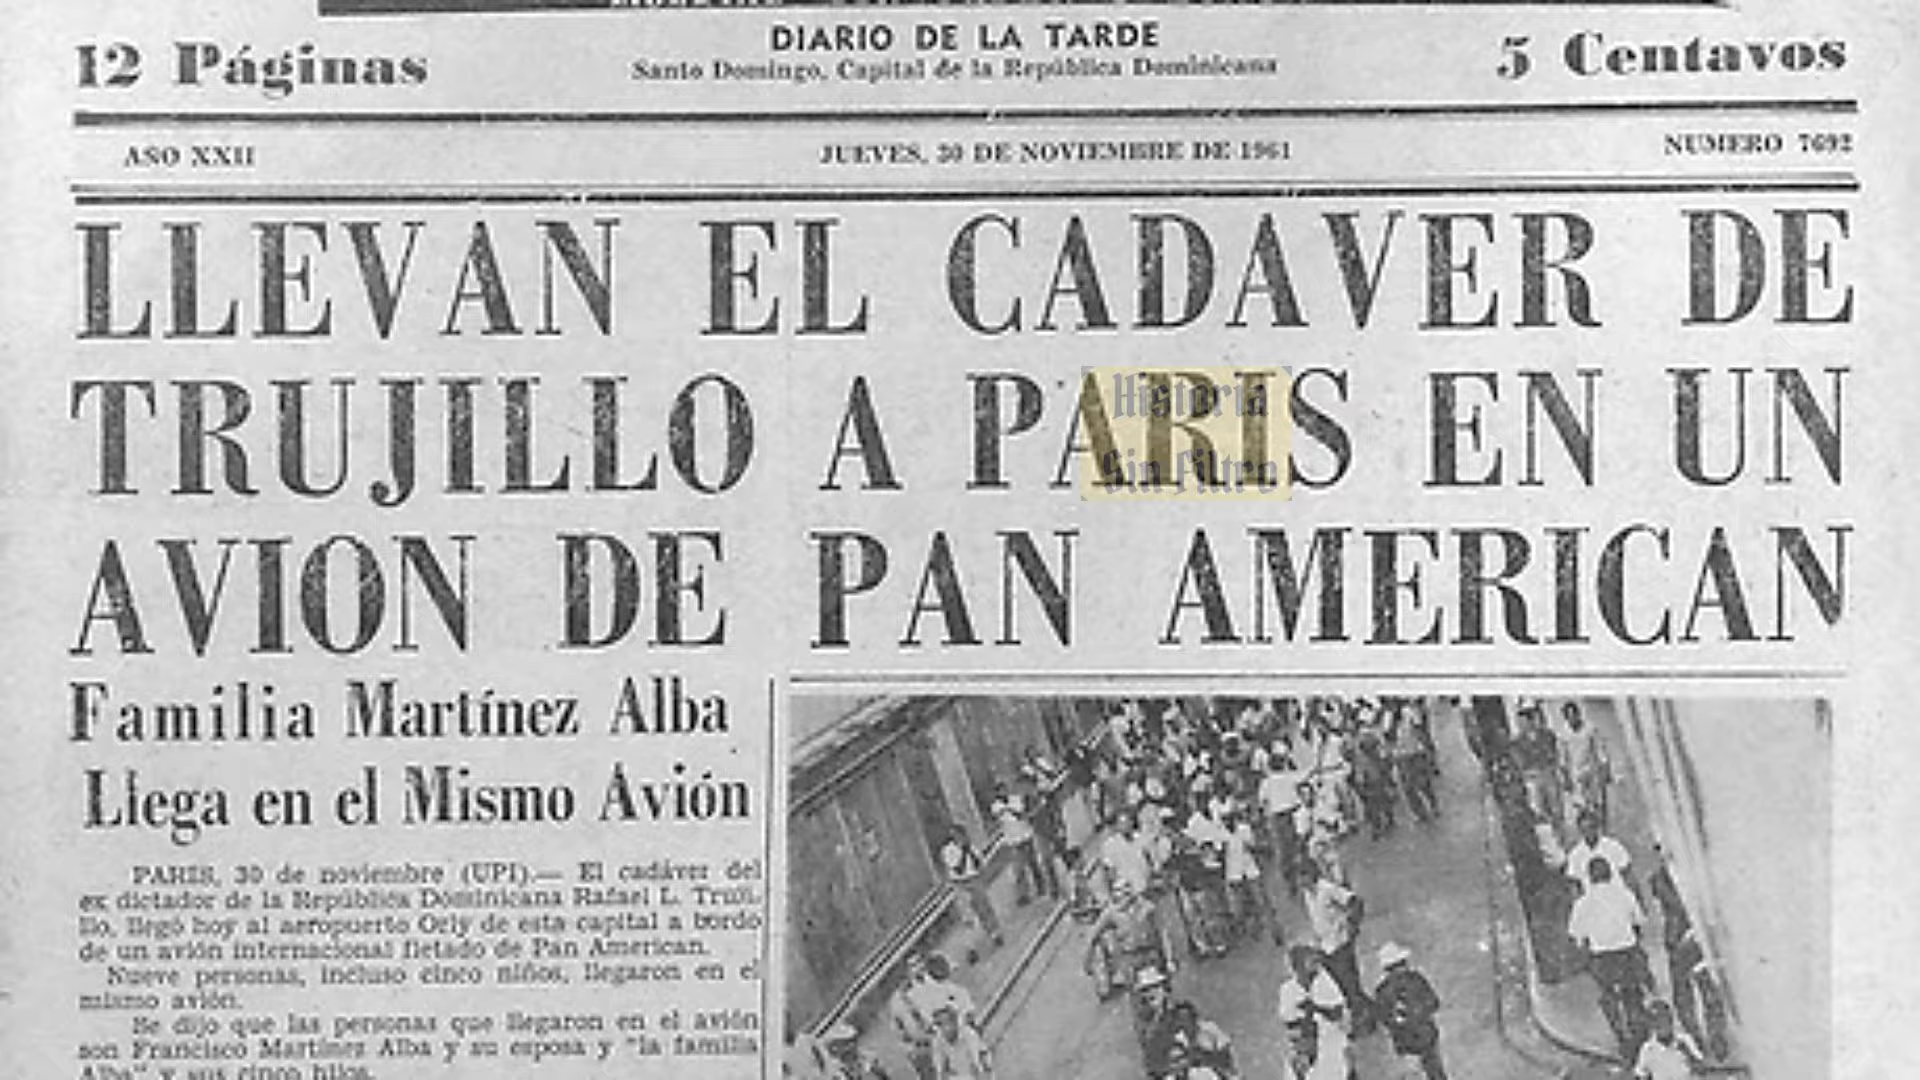 DIARIO DE LA TARDE
12 Páginas
Santo Domingo, Capital de la República Dominicana
5 Centavos
AÑO XXII
JUEVES, 30 DE NOVIEMBRE DE 1961
NUMERO 7692
LLEVAN EL CADAVER DE
TRUJILLO A PARIS EN UN
Historia
Sin Filtro
AVION DE PAN AMERICAN
Familia Martínez Alba
Llega en el Mismo Avión
PARIS, 30 de noviembre (UPI).— El cadáver del
ex dictador de la República Dominicana Rafael L. Truji-
llo, llegó hoy al aeropuerto Orly de esta capital a bordo
de un avión internacional fletado de Pan American.
Nueve personas, incluso cinco niños, llegaron en el
mismo avión.
Se dijo que las personas que llegaron en el avión
son Francisco Martínez Alba y su esposa y "la familia
Alba" y sus cinco hijos.